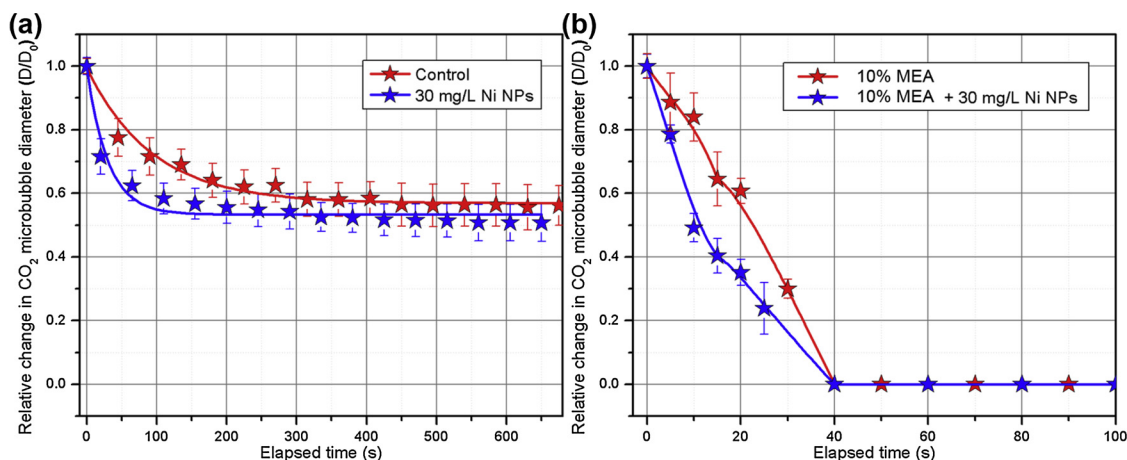 (a)
Relative change in CO₂ microbubble diameter (D/D₀)
1.0
0.8
0.6
0.4
0.2
0.0
Control
30 mg/L Ni NPs
0 100 200 300 400 500 600
Elapsed time (s)
(b)
Relative change in CO₂ microbubble diameter (D/D₀)
1.0
0.8
0.6
0.4
0.2
0.0
10% MEA
10% MEA + 30 mg/L Ni NPs
0 20 40 60 80 100
Elapsed time (s)